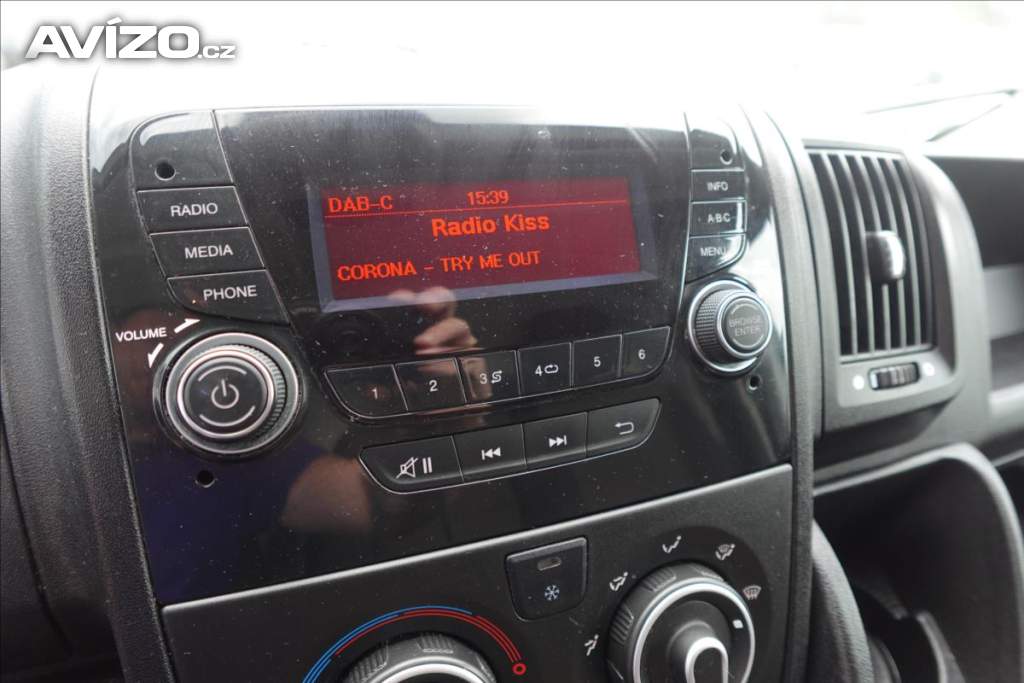 AVÍZO.cz
DAB-C 15:39
Radio Kiss
CORONA - TRY ME OUT
RADIO
MEDIA
PHONE
VOLUME
INFO
A·B·C
MENU
BROWSE
ENTER
1 2 3 4 5 6